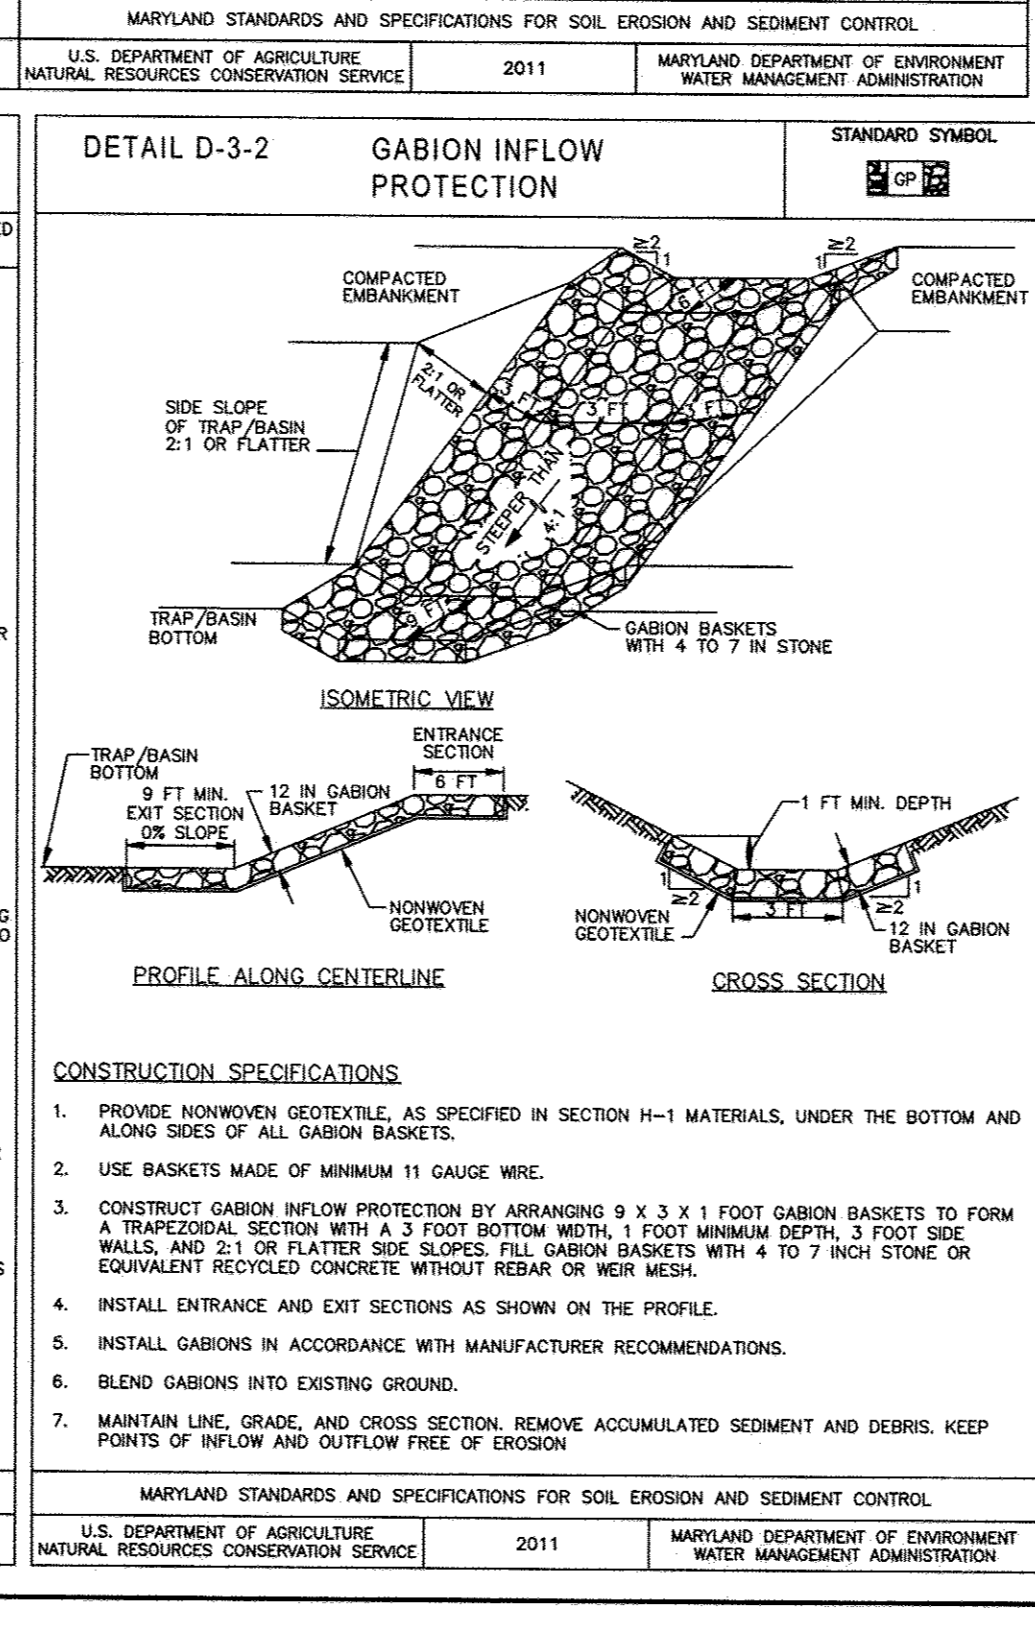 MARYLAND STANDARDS AND SPECIFICATIONS FOR SOIL EROSION AND SEDIMENT CONTROL
U.S. DEPARTMENT OF AGRICULTURE
NATURAL RESOURCES CONSERVATION SERVICE
2011
MARYLAND DEPARTMENT OF ENVIRONMENT
WATER MANAGEMENT ADMINISTRATION
DETAIL D-3-2
GABION INFLOW
PROTECTION
STANDARD SYMBOL
GP
≥2
1
≥2
1
COMPACTED
EMBANKMENT
6 FT
COMPACTED
EMBANKMENT
2:1 OR
FLATTER
3 FT
3 FT
3 FT
SIDE SLOPE
OF TRAP/BASIN
2:1 OR FLATTER
STEEPER THAN
4:1
TRAP/BASIN
BOTTOM
9 FT
GABION BASKETS
WITH 4 TO 7 IN STONE
ISOMETRIC VIEW
TRAP/BASIN
BOTTOM
9 FT MIN.
EXIT SECTION
0% SLOPE
12 IN GABION
BASKET
ENTRANCE
SECTION
6 FT
NONWOVEN
GEOTEXTILE
PROFILE ALONG CENTERLINE
1 FT MIN. DEPTH
1
≥2
3 FT
1
≥2
NONWOVEN
GEOTEXTILE
12 IN GABION
BASKET
CROSS SECTION
CONSTRUCTION SPECIFICATIONS
1. PROVIDE NONWOVEN GEOTEXTILE, AS SPECIFIED IN SECTION H-1 MATERIALS, UNDER THE BOTTOM AND
ALONG SIDES OF ALL GABION BASKETS.
2. USE BASKETS MADE OF MINIMUM 11 GAUGE WIRE.
3. CONSTRUCT GABION INFLOW PROTECTION BY ARRANGING 9 X 3 X 1 FOOT GABION BASKETS TO FORM
A TRAPEZOIDAL SECTION WITH A 3 FOOT BOTTOM WIDTH, 1 FOOT MINIMUM DEPTH, 3 FOOT SIDE
WALLS, AND 2:1 OR FLATTER SIDE SLOPES. FILL GABION BASKETS WITH 4 TO 7 INCH STONE OR
EQUIVALENT RECYCLED CONCRETE WITHOUT REBAR OR WEIR MESH.
4. INSTALL ENTRANCE AND EXIT SECTIONS AS SHOWN ON THE PROFILE.
5. INSTALL GABIONS IN ACCORDANCE WITH MANUFACTURER RECOMMENDATIONS.
6. BLEND GABIONS INTO EXISTING GROUND.
7. MAINTAIN LINE, GRADE, AND CROSS SECTION. REMOVE ACCUMULATED SEDIMENT AND DEBRIS. KEEP
POINTS OF INFLOW AND OUTFLOW FREE OF EROSION
MARYLAND STANDARDS AND SPECIFICATIONS FOR SOIL EROSION AND SEDIMENT CONTROL
U.S. DEPARTMENT OF AGRICULTURE
NATURAL RESOURCES CONSERVATION SERVICE
2011
MARYLAND DEPARTMENT OF ENVIRONMENT
WATER MANAGEMENT ADMINISTRATION